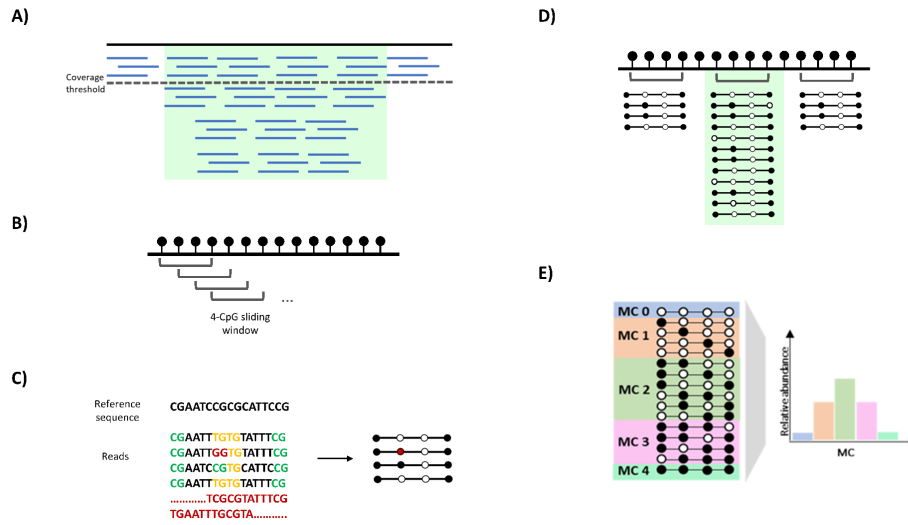 A)
Coverage
threshold
B)
...
4-CpG sliding
window
C)
Reference
sequence
CGAATCCGCGCATTCCG
Reads
CGAATTTGTGTATTTCG
CGAATTGGTGTATTTCG
CGAATCCGTGCATTCCG
CGAATTTGTGTATTTCG
............TCGCGTATTTCG
TGAATTTGCGTA...........
D)
E)
MC 0
MC 1
MC 2
MC 3
MC 4
Relative abundance
MC